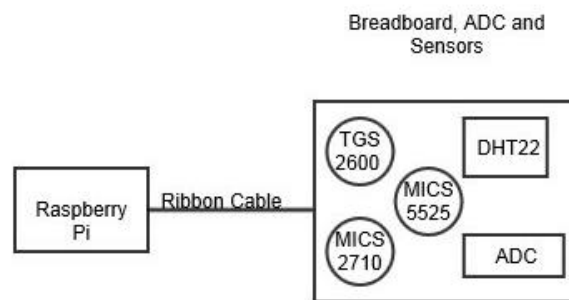 Breadboard, ADC and
Sensors
TGS
2600
DHT22
MICS
5525
Raspberry
Pi
Ribbon Cable
MICS
2710
ADC